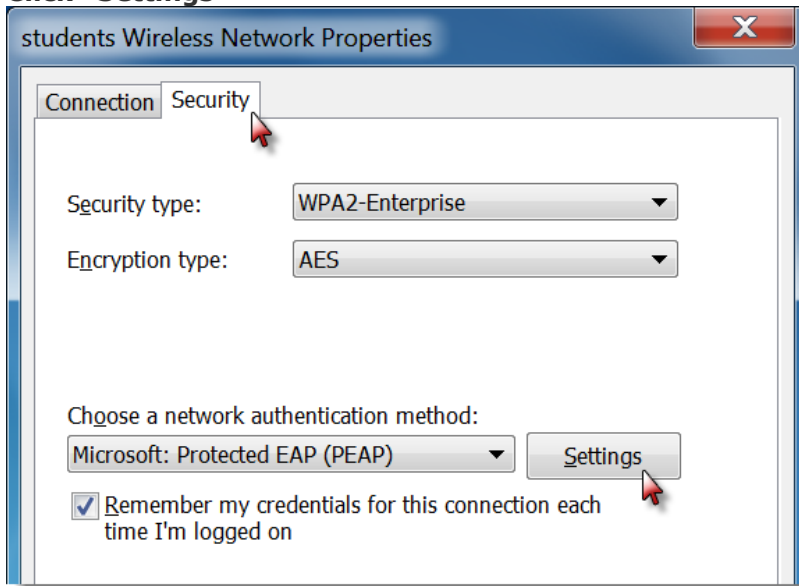 students Wireless Network Properties
X
Connection Security
Security type: WPA2-Enterprise
Encryption type: AES
Choose a network authentication method:
Microsoft: Protected EAP (PEAP) Settings
Remember my credentials for this connection each
time I'm logged on